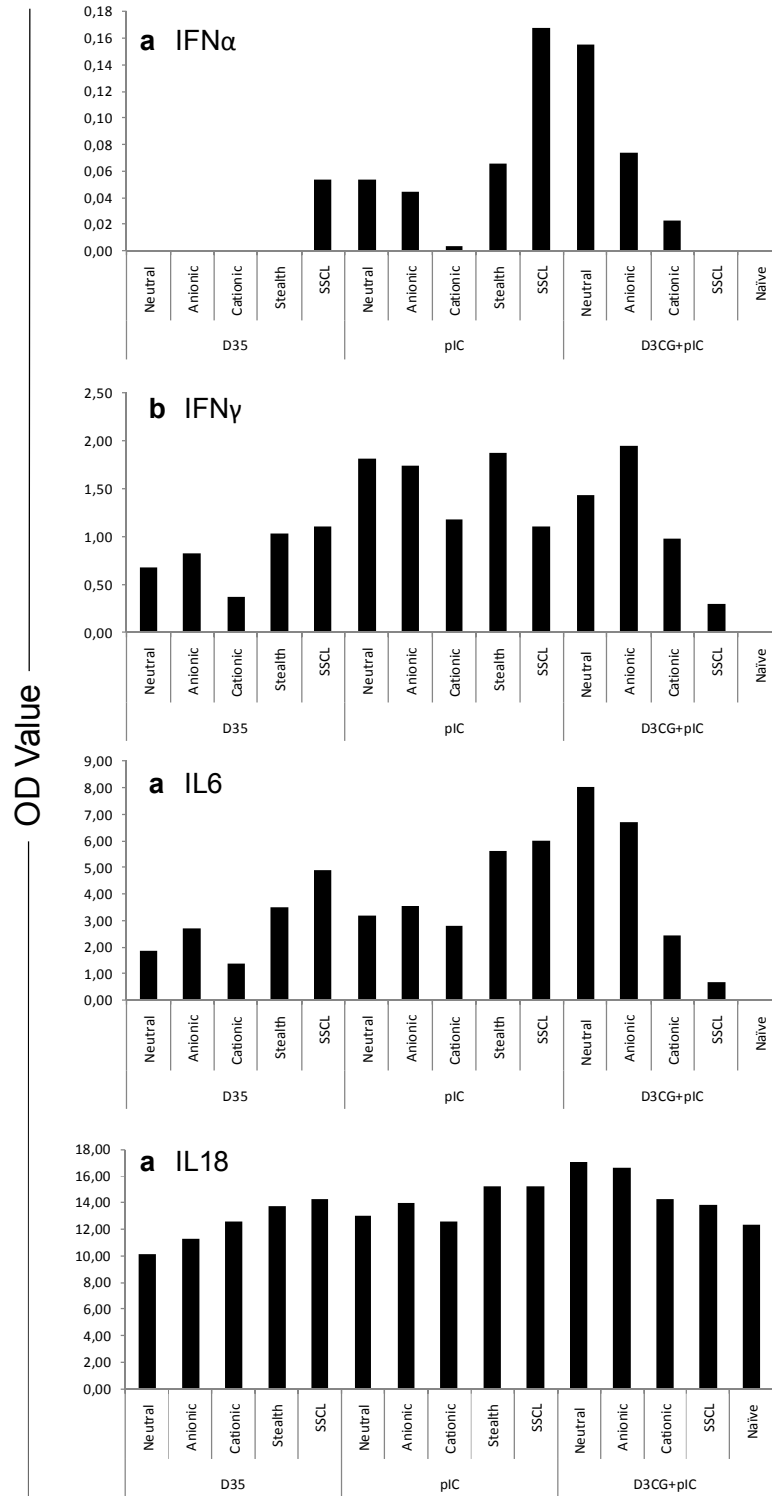 OD Value
a IFNα
0,18
0,16
0,14
0,12
0,10
0,08
0,06
0,04
0,02
0,00
Neutral Anionic Cationic Stealth SSCL Neutral Anionic Cationic Stealth SSCL Neutral Anionic Cationic SSCL Naïve
D35 pIC D3CG+pIC
b IFNγ
2,50
2,00
1,50
1,00
0,50
0,00
Neutral Anionic Cationic Stealth SSCL Neutral Anionic Cationic Stealth SSCL Neutral Anionic Cationic SSCL Naïve
D35 pIC D3CG+pIC
a IL6
9,00
8,00
7,00
6,00
5,00
4,00
3,00
2,00
1,00
0,00
Neutral Anionic Cationic Stealth SSCL Neutral Anionic Cationic Stealth SSCL Neutral Anionic Cationic SSCL Naïve
D35 pIC D3CG+pIC
a IL18
18,00
16,00
14,00
12,00
10,00
8,00
6,00
4,00
2,00
0,00
Neutral Anionic Cationic Stealth SSCL Neutral Anionic Cationic Stealth SSCL Neutral Anionic Cationic SSCL Naïve
D35 pIC D3CG+pIC